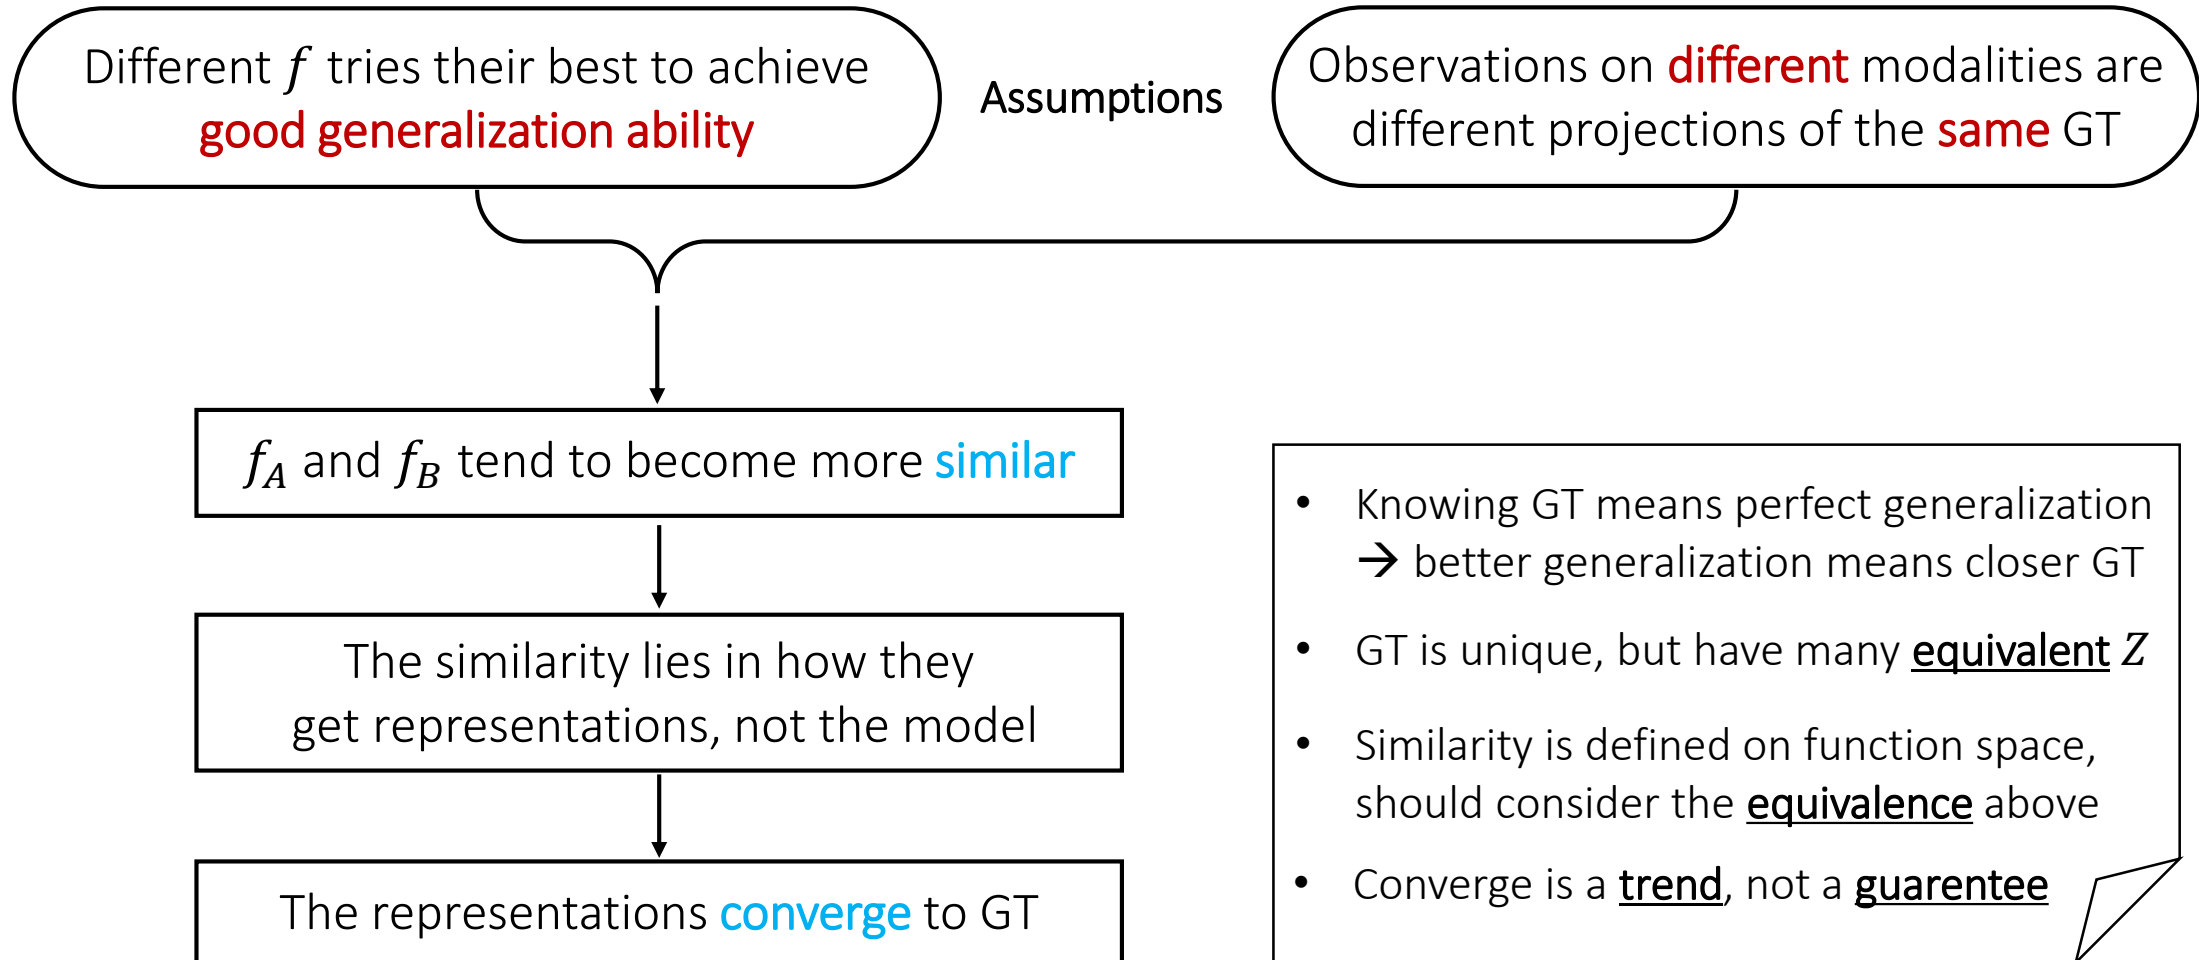 Different f tries their best to achieve
good generalization ability
Assumptions
Observations on different modalities are
different projections of the same GT
f_A and f_B tend to become more similar
The similarity lies in how they
get representations, not the model
The representations converge to GT
• Knowing GT means perfect generalization
→ better generalization means closer GT
• GT is unique, but have many equivalent Z
• Similarity is defined on function space,
should consider the equivalence above
• Converge is a trend, not a guarentee